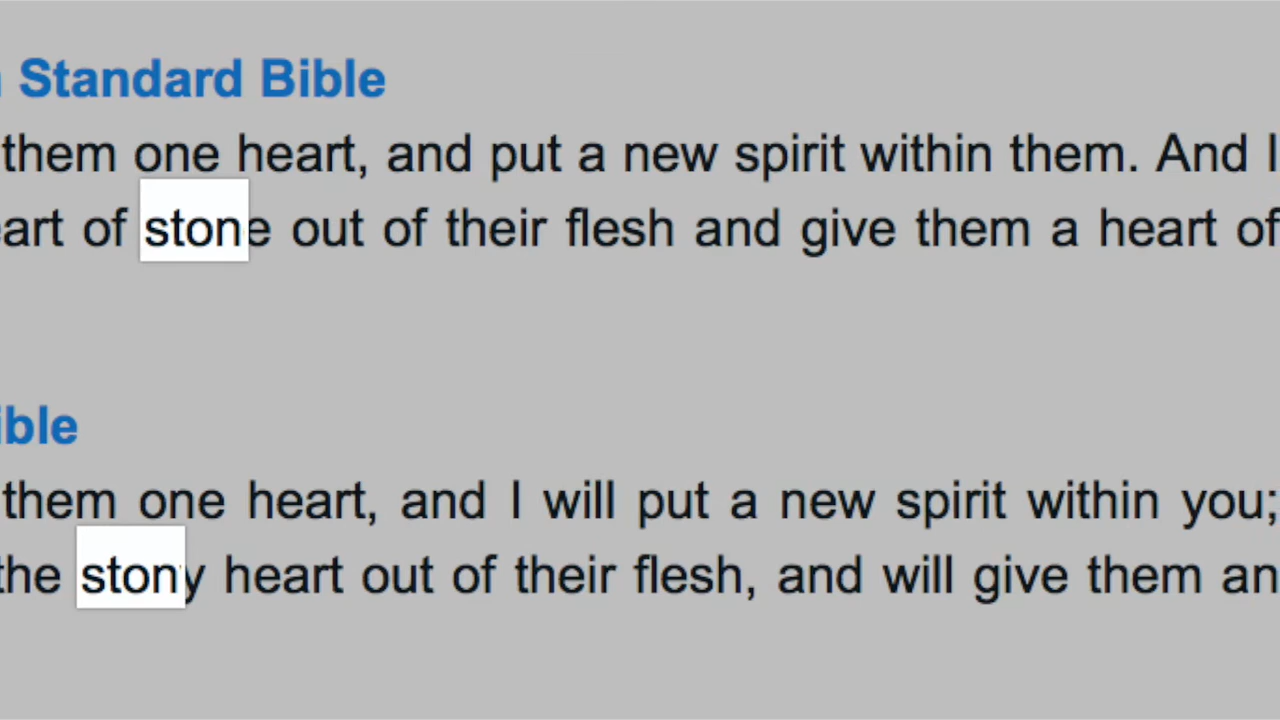 Standard Bible
them one heart, and put a new spirit within them. And I
eart of stone out of their flesh and give them a heart of
ible
them one heart, and I will put a new spirit within you;
the stony heart out of their flesh, and will give them an